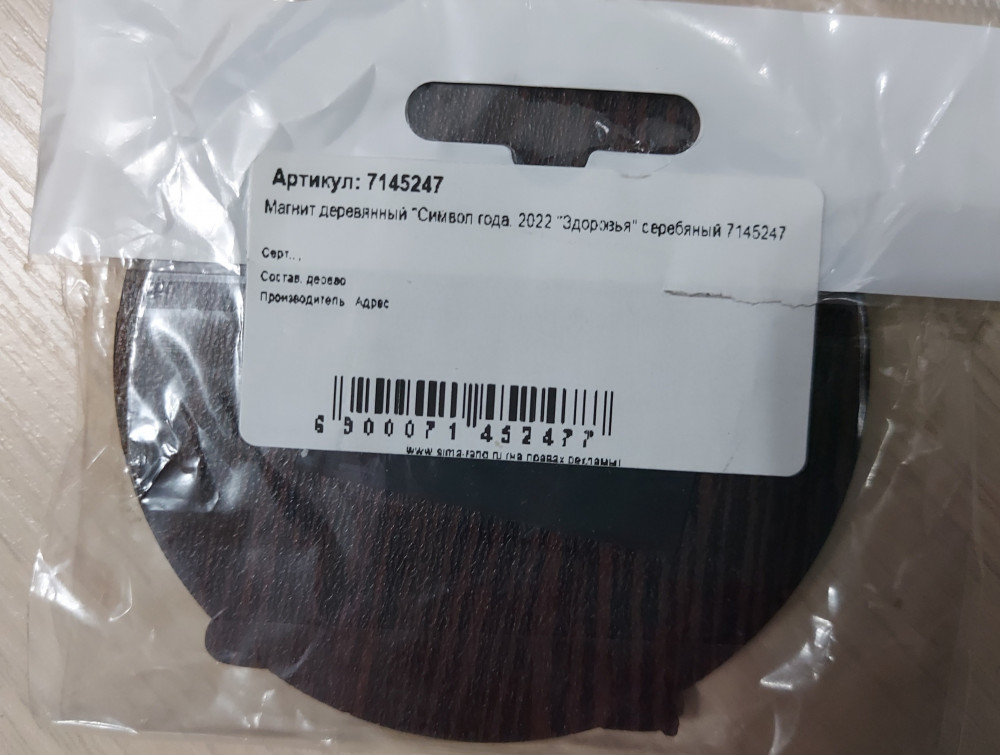 Артикул: 7145247
Магнит деревянный "Символ года. 2022 "Здоровья" серебяный 7145247
Серт...,
Состав. дерево
Производитель Адрес
6 900071 452477
www.sima-land.ru (на правах рекламы)